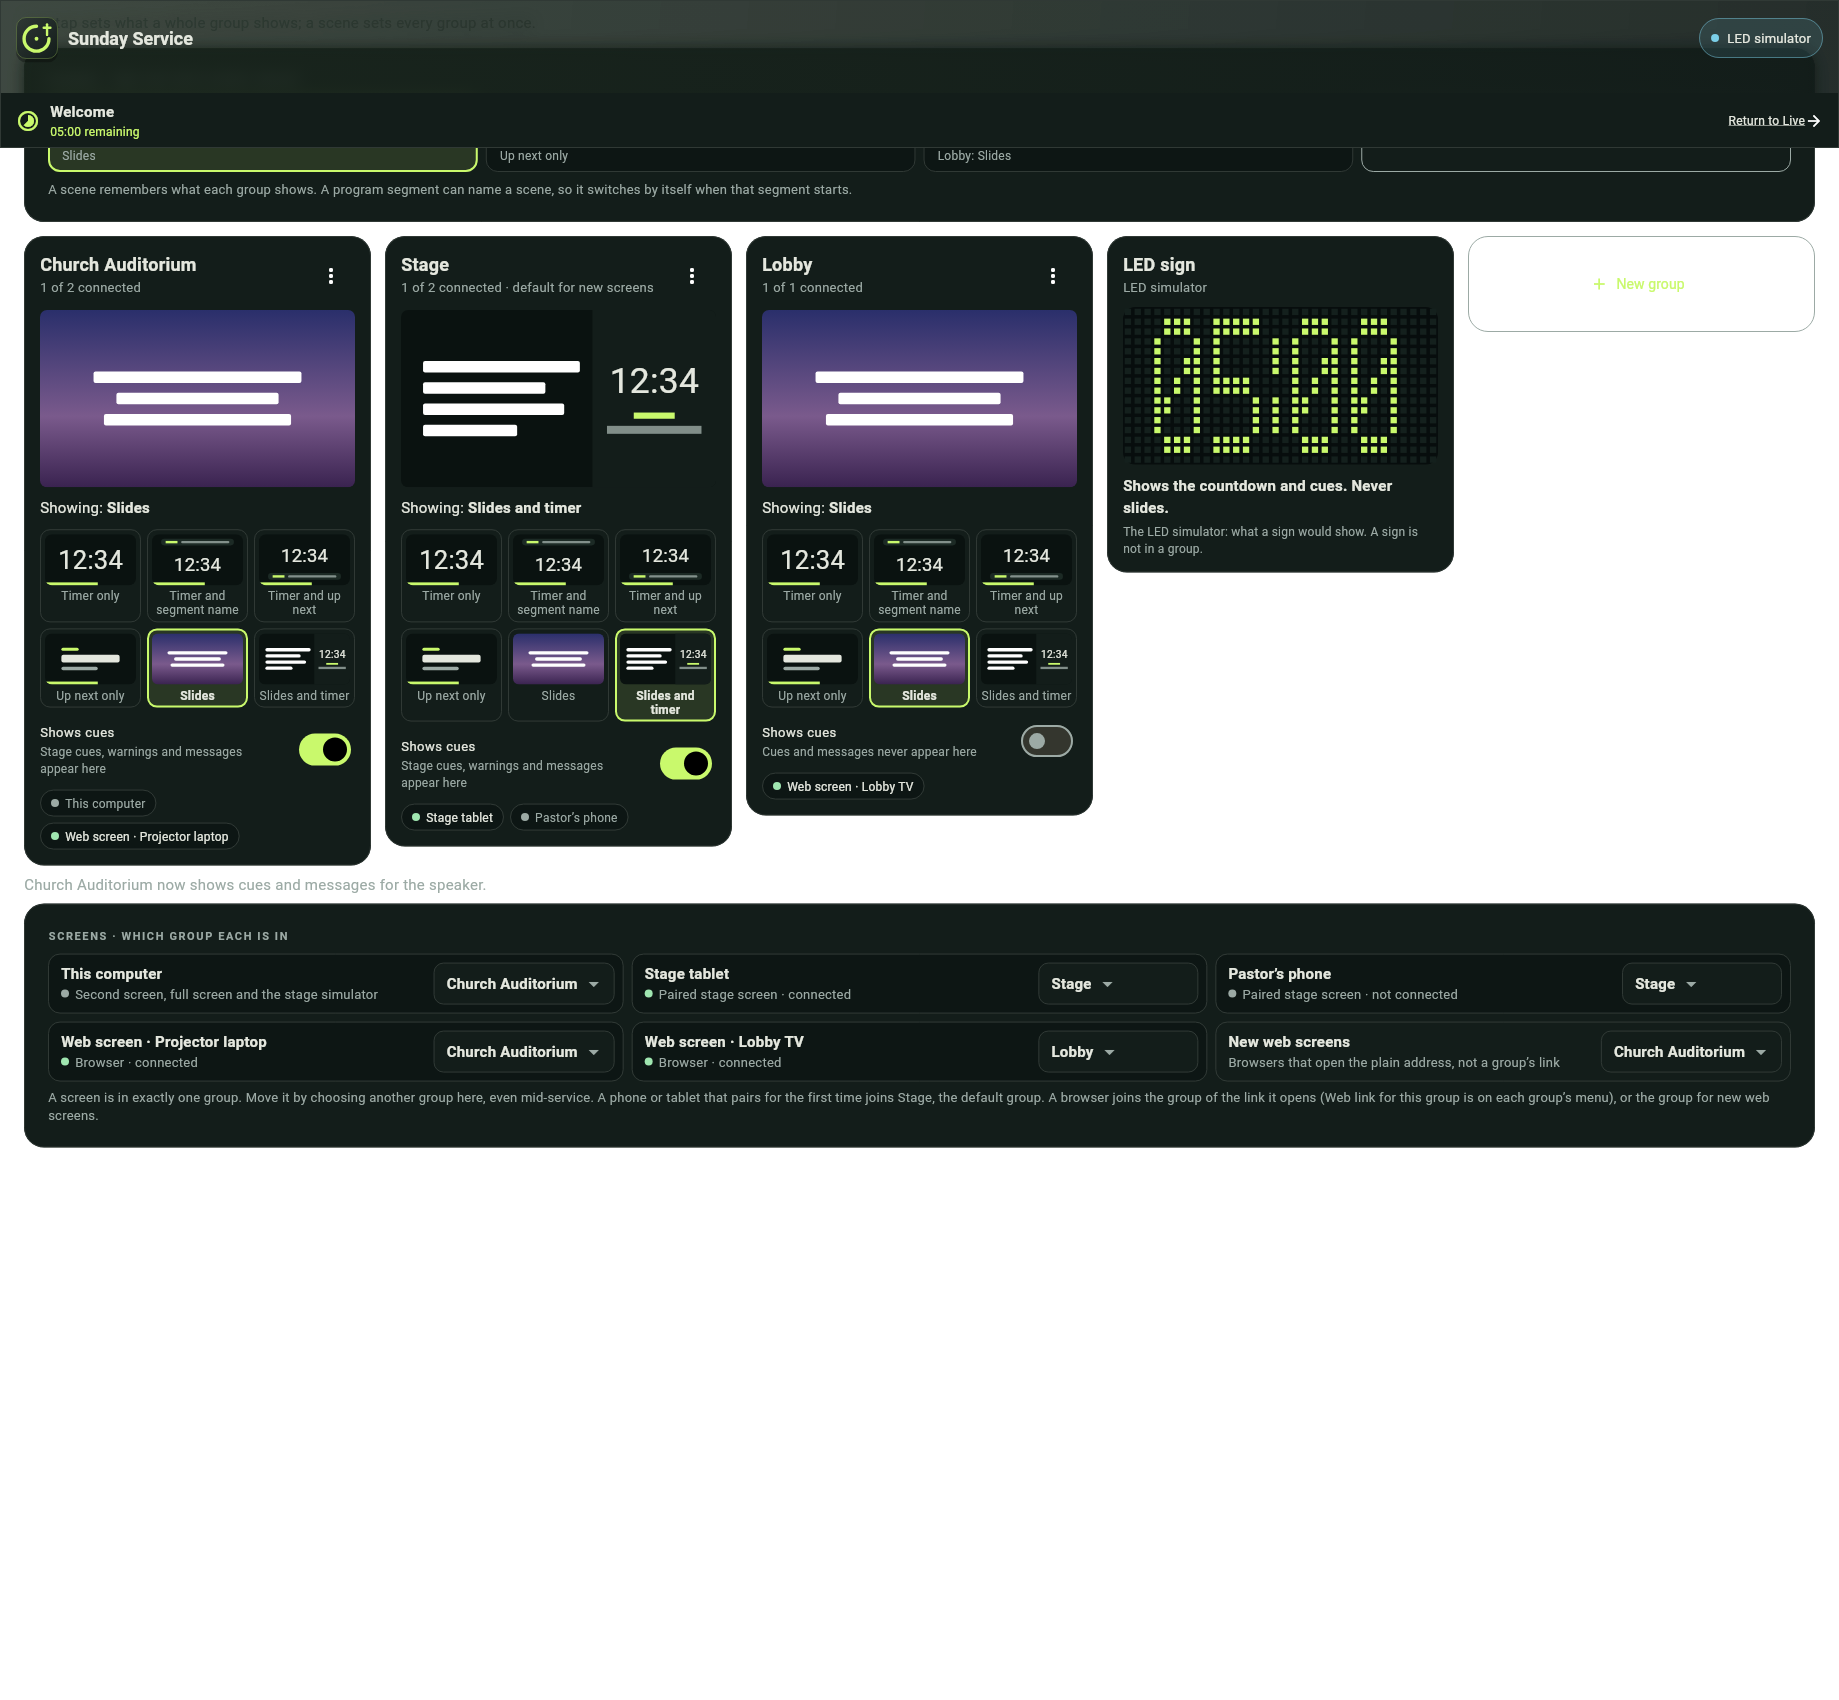 tap sets what a whole group shows; a scene sets every group at once.
Sunday Service
LED simulator
Welcome
05:00 remaining
Return to Live
Slides
Up next only
Lobby: Slides
A scene remembers what each group shows. A program segment can name a scene, so it switches by itself when that segment starts.
Church Auditorium
1 of 2 connected
Showing: Slides
12:34
Timer only
12:34
Timer and
segment name
12:34
Timer and up
next
Up next only
Slides
12:34
Slides and timer
Shows cues
Stage cues, warnings and messages
appear here
This computer
Web screen · Projector laptop
Stage
1 of 2 connected · default for new screens
12:34
Showing: Slides and timer
12:34
Timer only
12:34
Timer and
segment name
12:34
Timer and up
next
Up next only
Slides
12:34
Slides and
timer
Shows cues
Stage cues, warnings and messages
appear here
Stage tablet
Pastor’s phone
Lobby
1 of 1 connected
Showing: Slides
12:34
Timer only
12:34
Timer and
segment name
12:34
Timer and up
next
Up next only
Slides
12:34
Slides and timer
Shows cues
Cues and messages never appear here
Web screen · Lobby TV
LED sign
LED simulator
05:00
Shows the countdown and cues. Never
slides.
The LED simulator: what a sign would show. A sign is
not in a group.
+ New group
Church Auditorium now shows cues and messages for the speaker.
SCREENS · WHICH GROUP EACH IS IN
This computer
Second screen, full screen and the stage simulator
Church Auditorium
Stage tablet
Paired stage screen · connected
Stage
Pastor’s phone
Paired stage screen · not connected
Stage
Web screen · Projector laptop
Browser · connected
Church Auditorium
Web screen · Lobby TV
Browser · connected
Lobby
New web screens
Browsers that open the plain address, not a group’s link
Church Auditorium
A screen is in exactly one group. Move it by choosing another group here, even mid-service. A phone or tablet that pairs for the first time joins Stage, the default group. A browser joins the group of the link it opens (Web link for this group is on each group’s menu), or the group for new web
screens.